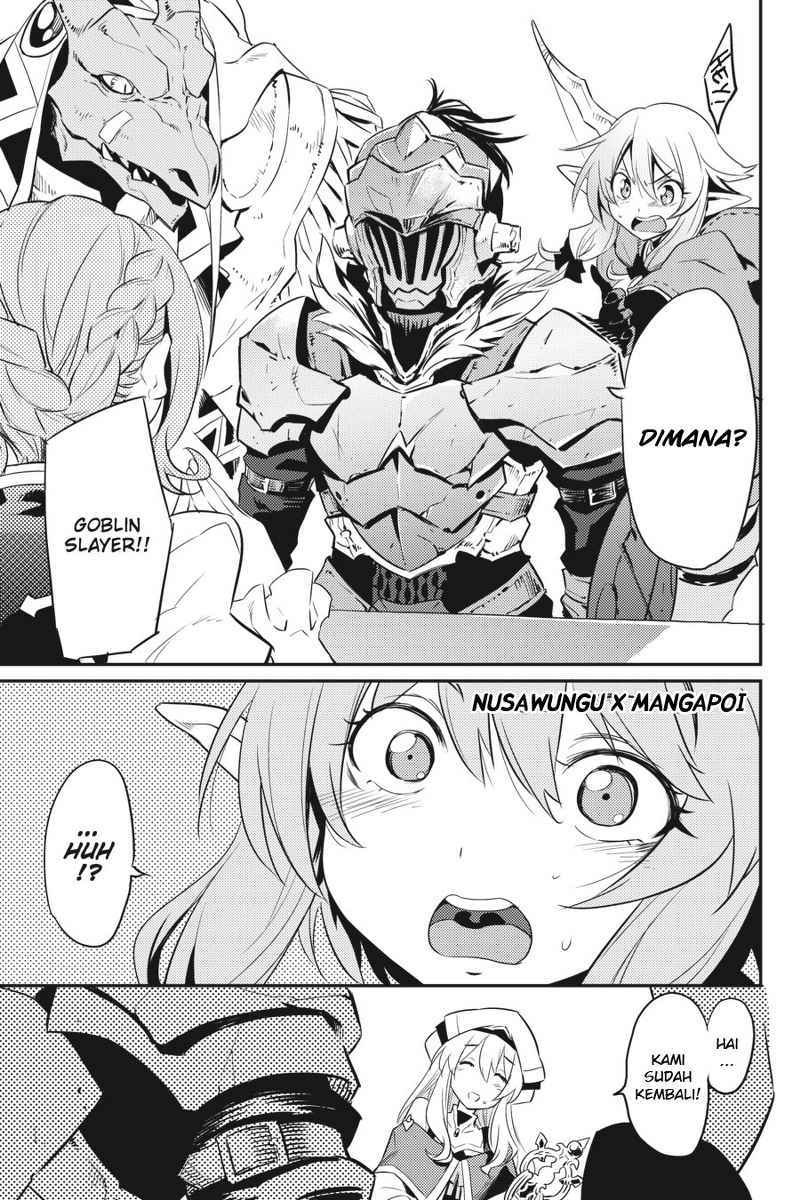 HEY!
DIMANA?
GOBLIN
SLAYER!!
NUSAWUNGU X MANGAPOI
...
HUH
!?
HAI
...
KAMI
SUDAH
KEMBALI!